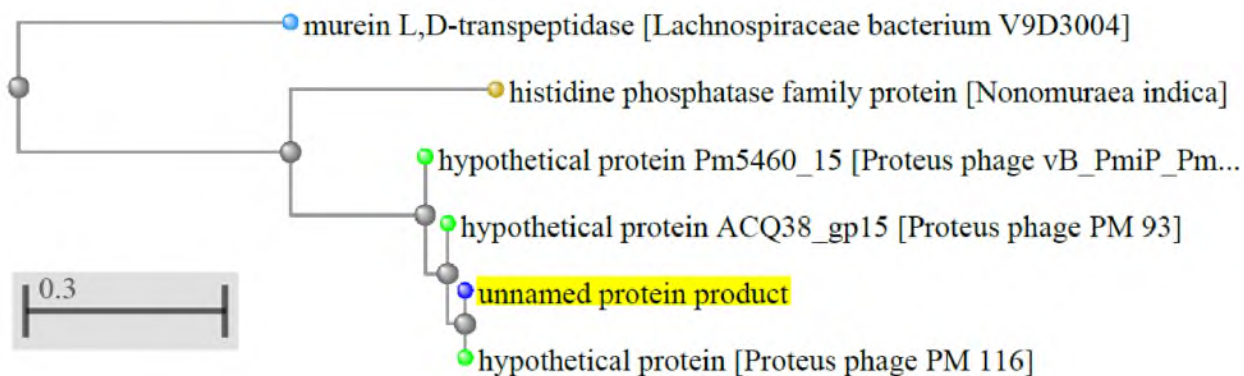 murein L,D-transpeptidase [Lachnospiraceae bacterium V9D3004]
histidine phosphatase family protein [Nonomuraea indica]
hypothetical protein Pm5460_15 [Proteus phage vB_PmiP_Pm...
hypothetical protein ACQ38_gp15 [Proteus phage PM 93]
0.3
unnamed protein product
hypothetical protein [Proteus phage PM 116]